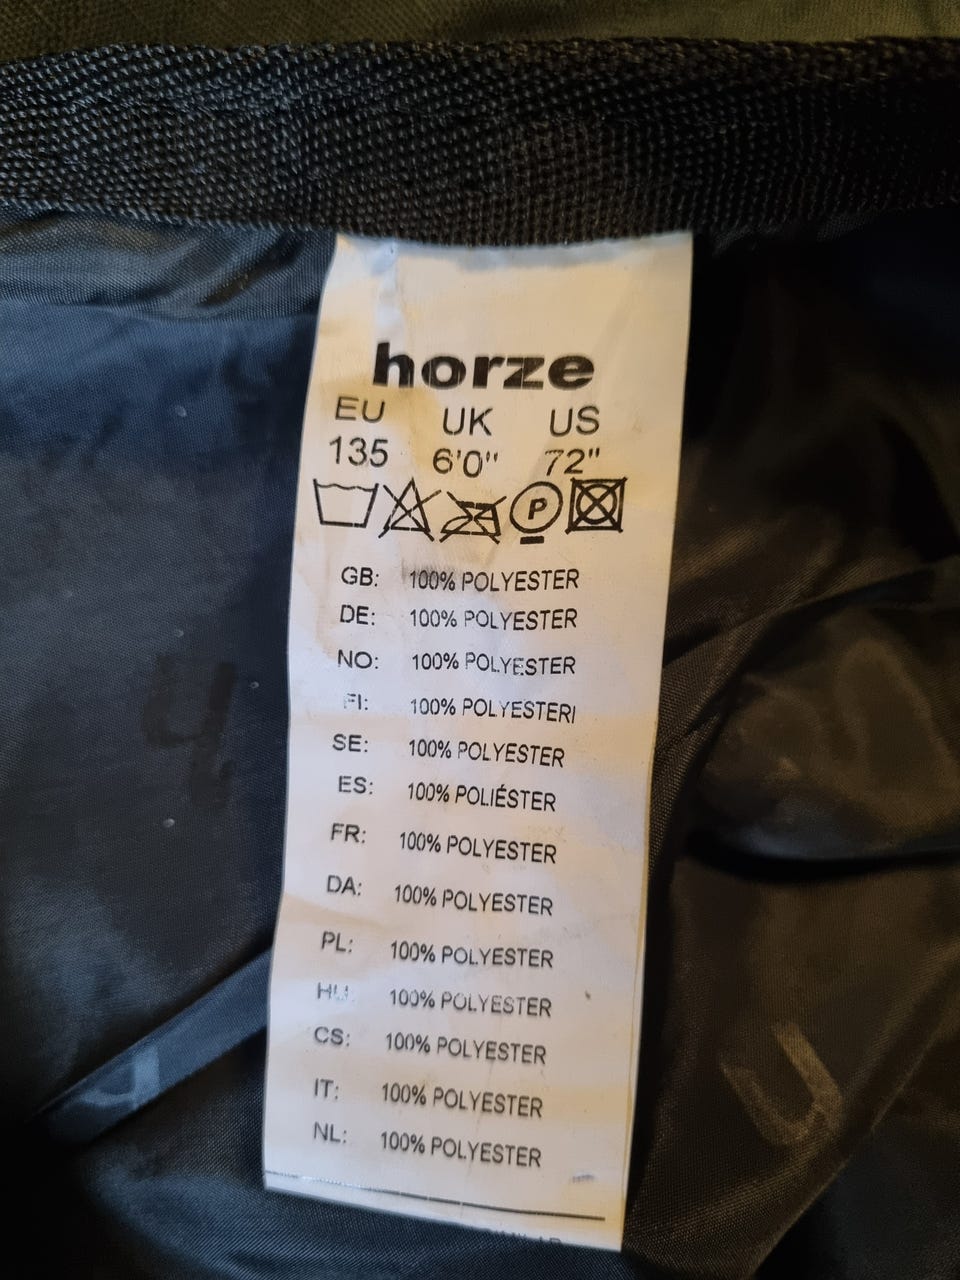 horze
EU UK US
135 6'0" 72"
P
GB: 100% POLYESTER
DE: 100% POLYESTER
NO: 100% POLYESTER
FI: 100% POLYESTERI
SE: 100% POLYESTER
ES: 100% POLIÉSTER
FR: 100% POLYESTER
DA: 100% POLYESTER
PL: 100% POLYESTER
HU: 100% POLYESTER
CS: 100% POLYESTER
IT: 100% POLYESTER
NL: 100% POLYESTER